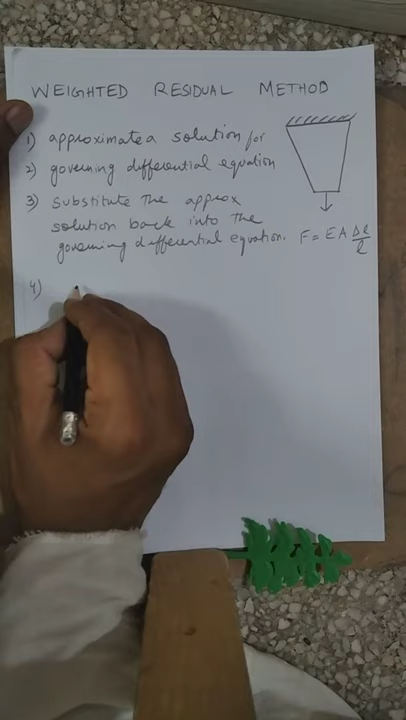 WEIGHTED RESIDUAL METHOD
1) approximate a solution for
2) governing differential equation
3) substitute the approx
solution back into the
governing differential equation.
F = EA Δl/l
4)